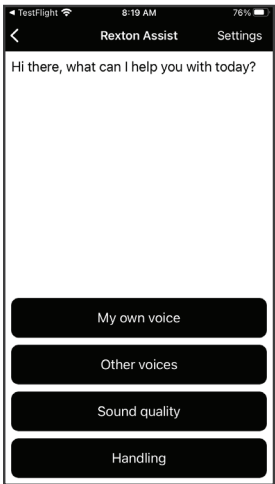 ◄ TestFlight 8:19 AM 76%
Rexton Assist Settings
Hi there, what can I help you with today?
My own voice
Other voices
Sound quality
Handling